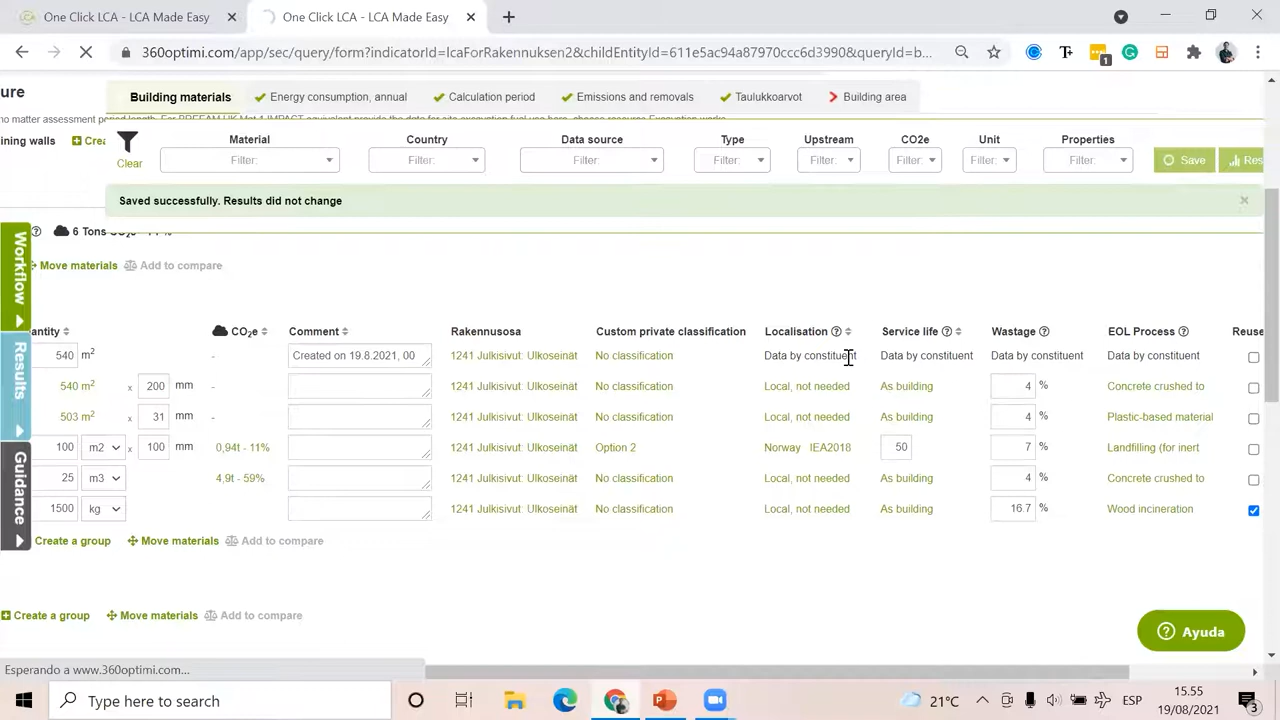 One Click LCA - LCA Made Easy
One Click LCA - LCA Made Easy
360optimi.com/app/sec/query/form?indicatorId=lcaForRakennuksen2&childEntityId=611e5ac94a87970ccc6d3990&queryId=b...
1
ure
Building materials Energy consumption, annual Calculation period Emissions and removals Taulukkoarvot Building area
ining walls Crea
Material Country Data source Type Upstream CO2e Unit Properties
Clear Filter: Filter: Filter: Filter: Filter: Filter: Filter: Filter: Save Res
Saved successfully. Results did not change
6 Tons
Move materials Add to compare
antity CO2e Comment Rakennusosa Custom private classification Localisation Service life Wastage EOL Process Reuse
540 m2 - Created on 19.8.2021, 00 1241 Julkisivut: Ulkoseinät No classification Data by constituent Data by constituent Data by constituent Data by constituent
540 m2 x 200 mm - 1241 Julkisivut: Ulkoseinät No classification Local, not needed As building 4 % Concrete crushed to
503 m2 x 31 mm - 1241 Julkisivut: Ulkoseinät No classification Local, not needed As building 4 % Plastic-based material
100 m2 x 100 mm 0,94t - 11% 1241 Julkisivut: Ulkoseinät Option 2 Norway IEA2018 50 7 % Landfilling (for inert
25 m3 4,9t - 59% 1241 Julkisivut: Ulkoseinät No classification Local, not needed As building 4 % Concrete crushed to
1500 kg 1241 Julkisivut: Ulkoseinät No classification Local, not needed As building 16.7 % Wood incineration
Create a group Move materials Add to compare
Create a group Move materials Add to compare
Workflow
Results
Guidance
Ayuda
Esperando a www.360optimi.com...
Type here to search
21°C ESP
15.55
19/08/2021
3